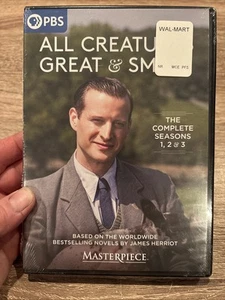 PBS
ALL CREATU
WAL-MART
GREAT & SM
THE
COMPLETE
SEASONS
1, 2 & 3
BASED ON THE WORLDWIDE
BESTSELLING NOVELS BY JAMES HERRIOT
MASTERPIECE